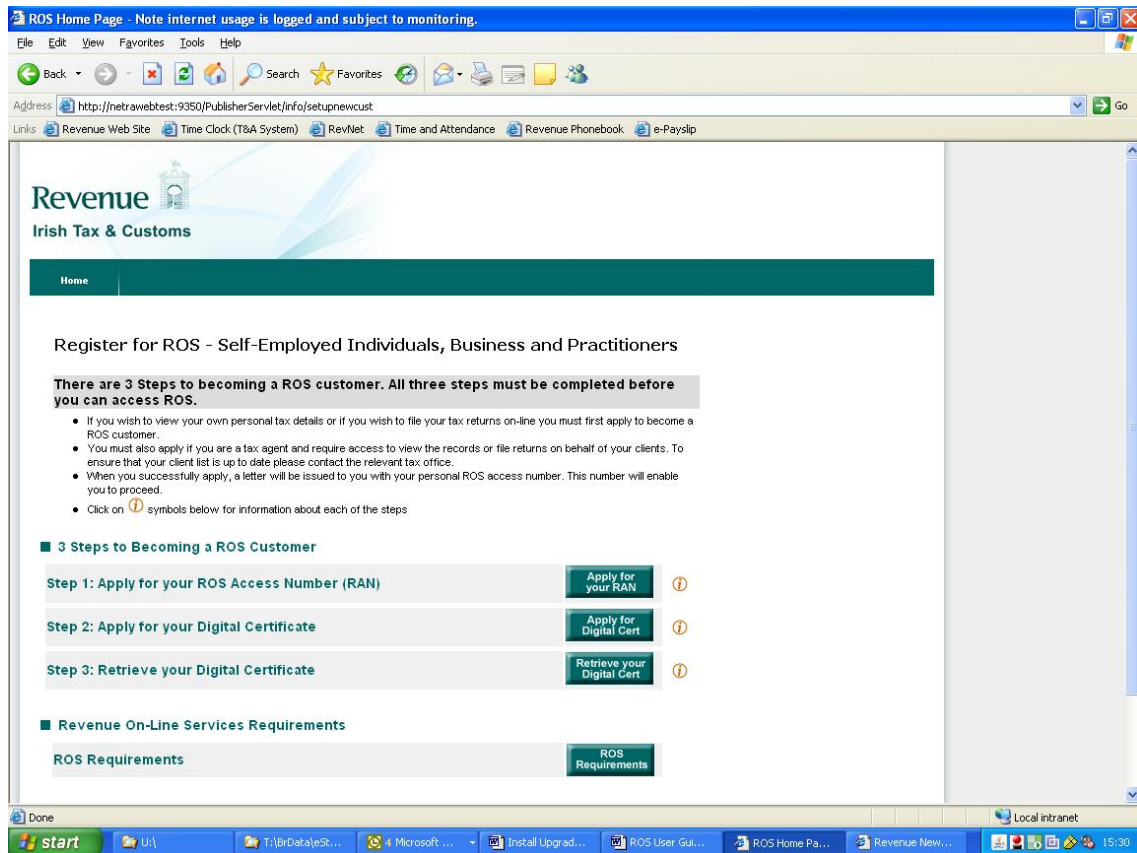 ROS Home Page - Note internet usage is logged and subject to monitoring.
File Edit View Favorites Tools Help
Back Search Favorites
Address http://netrawebtest:9350/PublisherServlet/info/setupnewcust Go
Links Revenue Web Site Time Clock (T&A System) RevNet Time and Attendance Revenue Phonebook e-Payslip
Revenue
Irish Tax & Customs
Home
Register for ROS - Self-Employed Individuals, Business and Practitioners
There are 3 Steps to becoming a ROS customer. All three steps must be completed before
you can access ROS.
If you wish to view your own personal tax details or if you wish to file your tax returns on-line you must first apply to become a
ROS customer.
You must also apply if you are a tax agent and require access to view the records or file returns on behalf of your clients. To
ensure that your client list is up to date please contact the relevant tax office.
When you successfully apply, a letter will be issued to you with your personal ROS access number. This number will enable
you to proceed.
Click on i symbols below for information about each of the steps
3 Steps to Becoming a ROS Customer
Step 1: Apply for your ROS Access Number (RAN)
Apply for
your RAN
i
Step 2: Apply for your Digital Certificate
Apply for
Digital Cert
i
Step 3: Retrieve your Digital Certificate
Retrieve your
Digital Cert
i
Revenue On-Line Services Requirements
ROS Requirements
ROS
Requirements
Done Local intranet
start U:\ T:\BrData\eSt... 4 Microsoft ... Install Upgrad... ROS User Gui... ROS Home Pa... Revenue New... 15:30